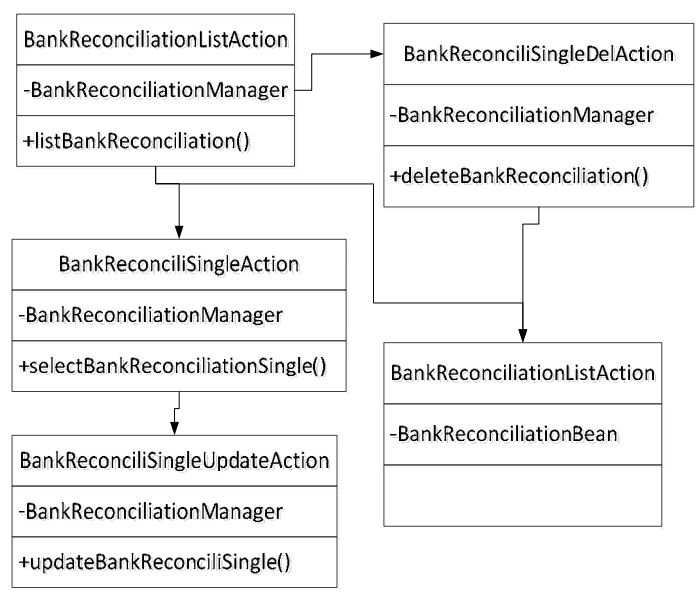 BankReconciliationListAction
-BankReconciliationManager
+listBankReconciliation()
BankReconciliSingleDelAction
-BankReconciliationManager
+deleteBankReconciliation()
BankReconciliSingleAction
-BankReconciliationManager
+selectBankReconciliationSingle()
BankReconciliationListAction
-BankReconciliationBean
BankReconciliSingleUpdateAction
-BankReconciliationManager
+updateBankReconciliSingle()